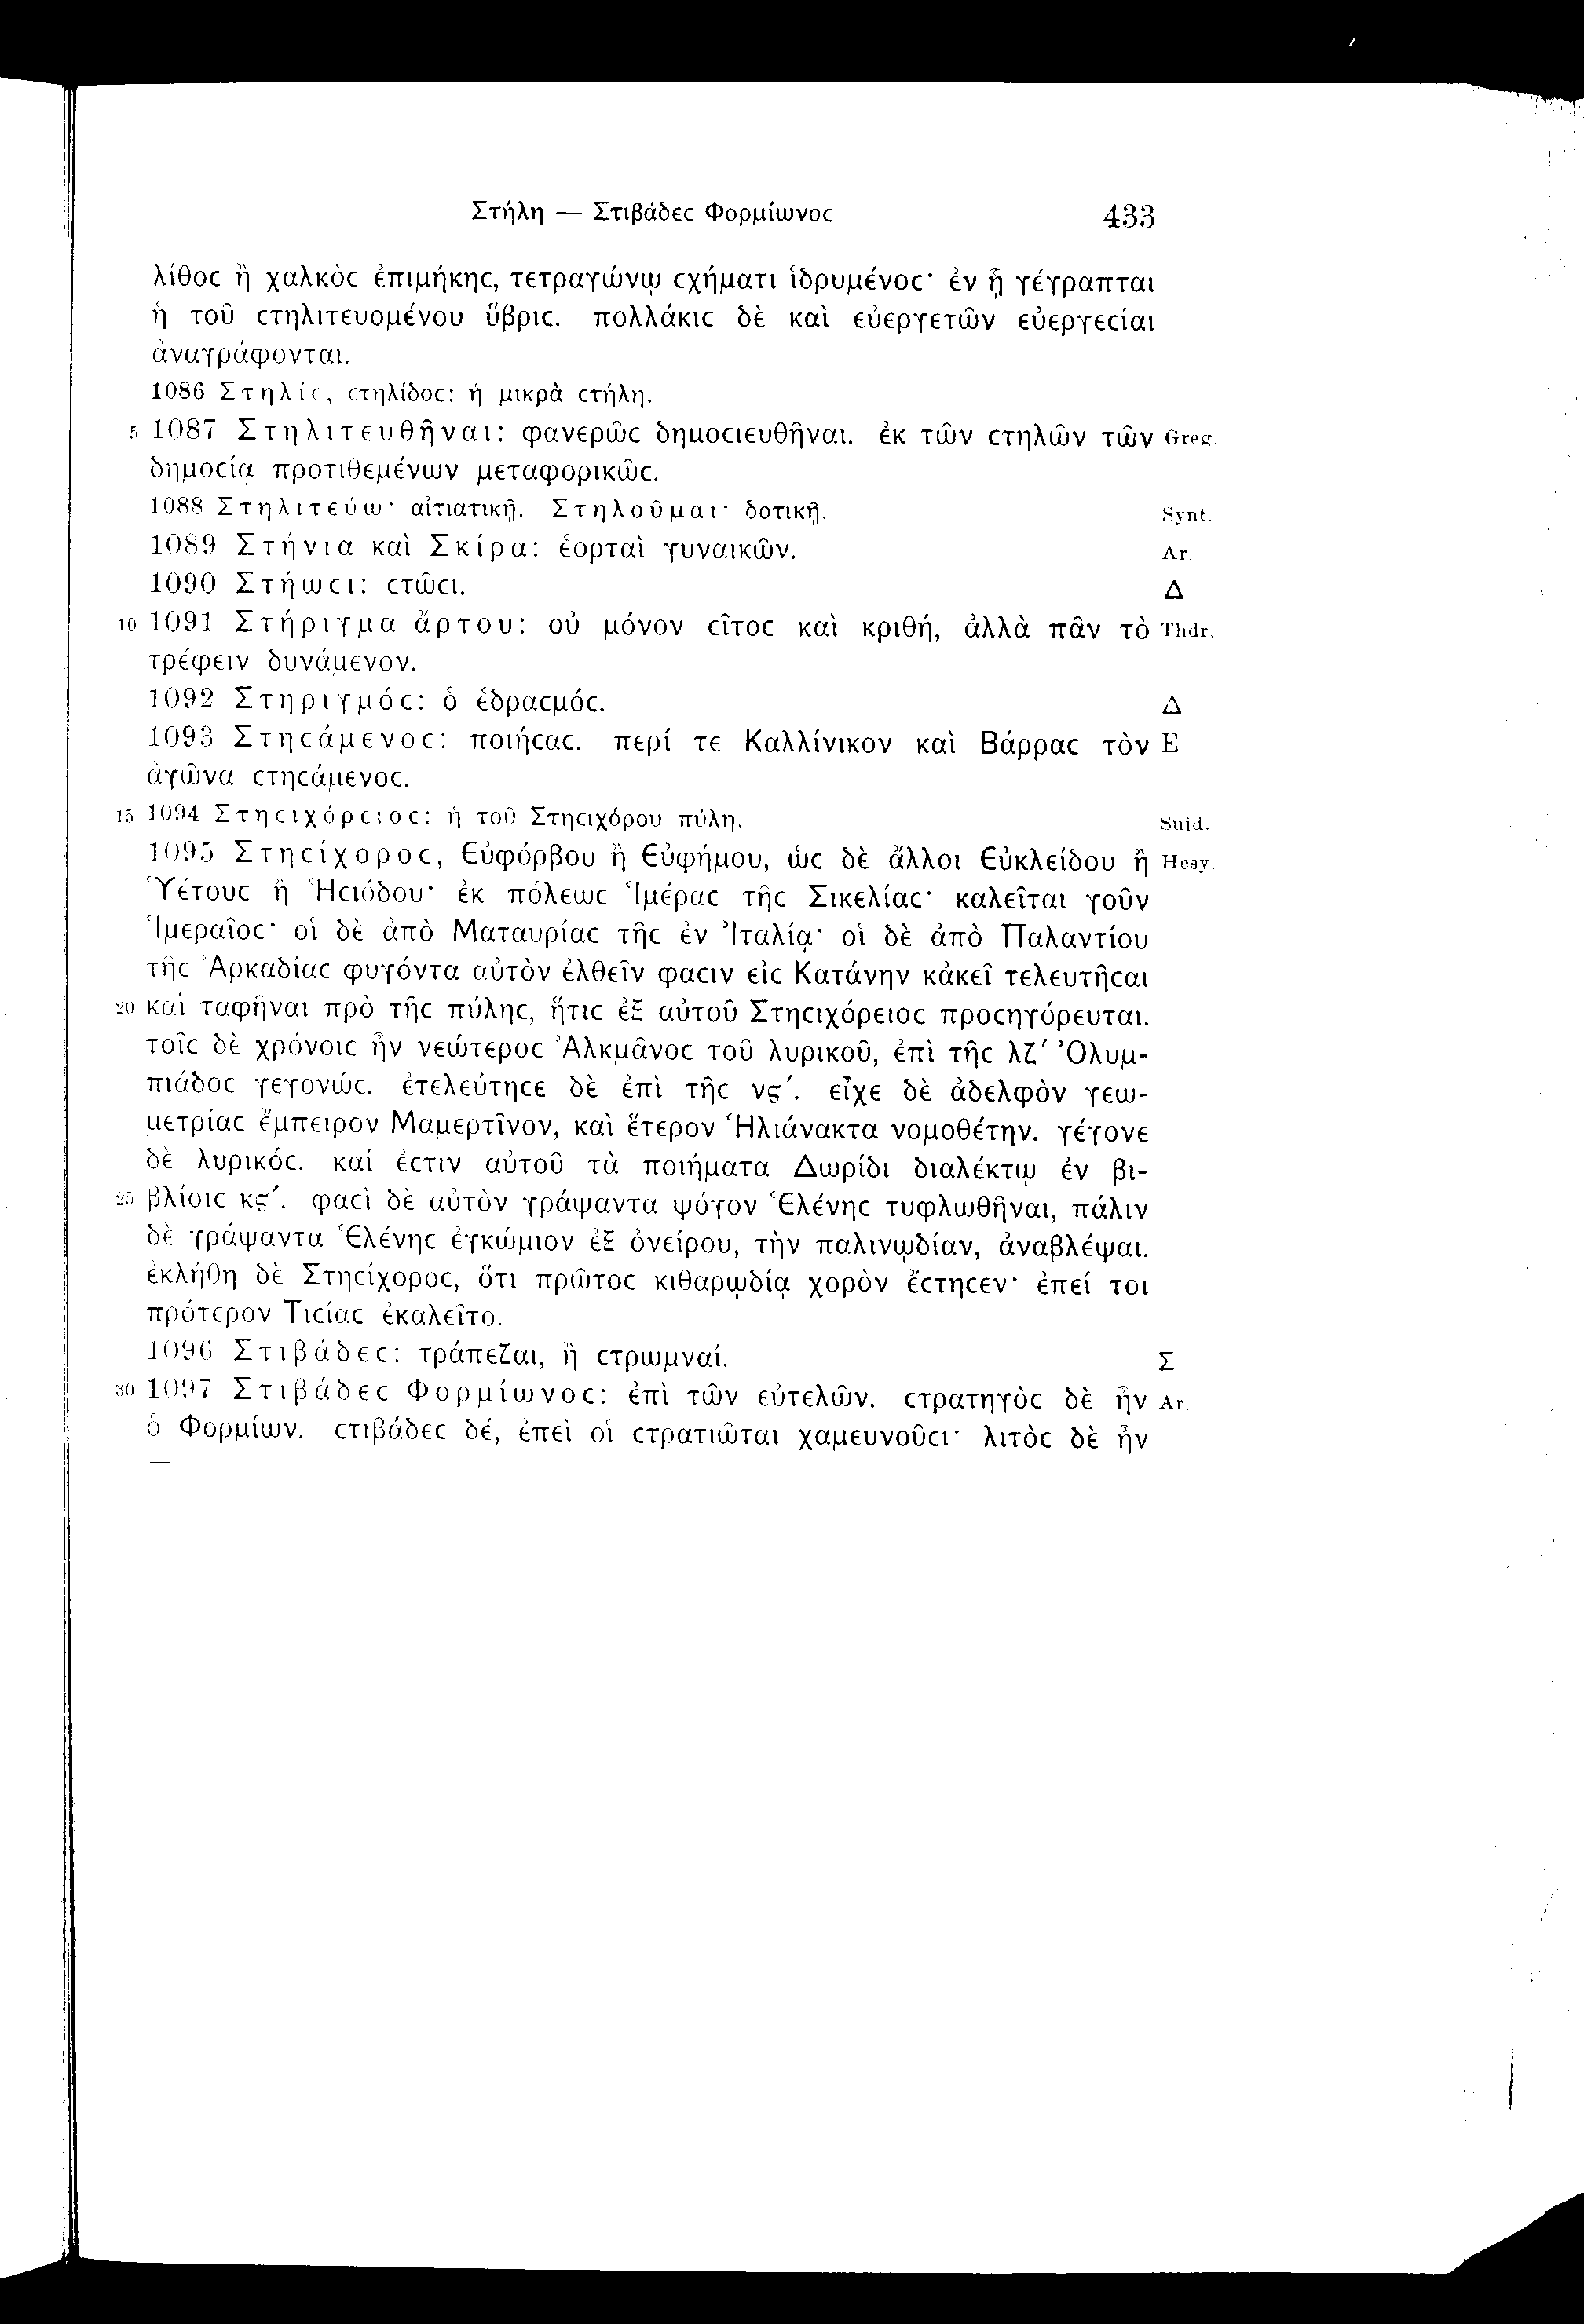 Στήλη — Στιβάδεϲ Φορμίωνοϲ 433
λίθοϲ ἢ χαλκὸϲ ἐπιμήκηϲ, τετραγώνῳ ϲχήματι ἱδρυμένοϲ· ἐν ᾗ γέγραπται
ἡ τοῦ ϲτηλιτευομένου ὕβριϲ. πολλάκιϲ δὲ καὶ εὐεργετῶν εὐεργεϲίαι
ἀναγράφονται.
1086 Στηλίϲ, ϲτηλίδοϲ: ἡ μικρὰ ϲτήλη.
5 1087 Στηλιτευθῆναι: φανερῶϲ δημοϲιευθῆναι. ἐκ τῶν ϲτηλῶν τῶν Greg.
δημοϲίᾳ προτιθεμένων μεταφορικῶϲ.
1088 Στηλιτεύω· αἰτιατικῇ. Στηλοῦμαι· δοτικῇ. Synt.
1089 Στήνια καὶ Σκίρα: ἑορταὶ γυναικῶν. Ar.
1090 Στήωϲι: ϲτῶϲι. Δ
10 1091 Στήριγμα ἄρτου: οὐ μόνον ϲῖτοϲ καὶ κριθή, ἀλλὰ πᾶν τὸ Thdr.
τρέφειν δυνάμενον.
1092 Στηριγμόϲ: ὁ ἑδραϲμόϲ. Δ
1093 Στηϲάμενοϲ: ποιήϲαϲ. περί τε Καλλίνικον καὶ Βάρραϲ τὸν E
ἀγῶνα ϲτηϲάμενοϲ.
15 1094 Στηϲιχόρειοϲ: ἡ τοῦ Στηϲιχόρου πύλη. Suid.
1095 Στηϲίχοροϲ, Εὐφόρβου ἢ Εὐφήμου, ὡϲ δὲ ἄλλοι Εὐκλείδου ἢ Hesy.
Ὑέτουϲ ἢ Ἡϲιόδου· ἐκ πόλεωϲ Ἱμέραϲ τῆϲ Σικελίαϲ· καλεῖται γοῦν
Ἱμεραῖοϲ· οἱ δὲ ἀπὸ Ματαυρίαϲ τῆϲ ἐν Ἰταλίᾳ· οἱ δὲ ἀπὸ Παλαντίου
τῆϲ Ἀρκαδίαϲ φυγόντα αὐτὸν ἐλθεῖν φαϲιν εἰϲ Κατάνην κἀκεῖ τελευτῆϲαι
20 καὶ ταφῆναι πρὸ τῆϲ πύληϲ, ἥτιϲ ἐξ αὐτοῦ Στηϲιχόρειοϲ προϲηγόρευται.
τοῖϲ δὲ χρόνοιϲ ἦν νεώτεροϲ Ἀλκμᾶνοϲ τοῦ λυρικοῦ, ἐπὶ τῆϲ λζʹ Ὀλυμ-
πιάδοϲ γεγονώϲ. ἐτελεύτηϲε δὲ ἐπὶ τῆϲ νϛʹ. εἶχε δὲ ἀδελφὸν γεω-
μετρίαϲ ἔμπειρον Μαμερτῖνον, καὶ ἕτερον Ἡλιάνακτα νομοθέτην. γέγονε
δὲ λυρικόϲ. καί ἐϲτιν αὐτοῦ τὰ ποιήματα Δωρίδι διαλέκτῳ ἐν βι-
25 βλίοιϲ κϛʹ. φαϲὶ δὲ αὐτὸν γράψαντα ψόγον Ἑλένηϲ τυφλωθῆναι, πάλιν
δὲ γράψαντα Ἑλένηϲ ἐγκώμιον ἐξ ὀνείρου, τὴν παλινῳδίαν, ἀναβλέψαι.
ἐκλήθη δὲ Στηϲίχοροϲ, ὅτι πρῶτοϲ κιθαρῳδίᾳ χορὸν ἔϲτηϲεν· ἐπεί τοι
πρότερον Τιϲίαϲ ἐκαλεῖτο.
1096 Στιβάδεϲ: τράπεζαι, ἢ ϲτρωμναί. Σ
30 1097 Στιβάδεϲ Φορμίωνοϲ: ἐπὶ τῶν εὐτελῶν. ϲτρατηγὸϲ δὲ ἦν Ar.
ὁ Φορμίων. ϲτιβάδεϲ δέ, ἐπεὶ οἱ ϲτρατιῶται χαμευνοῦϲι· λιτὸϲ δὲ ἦν